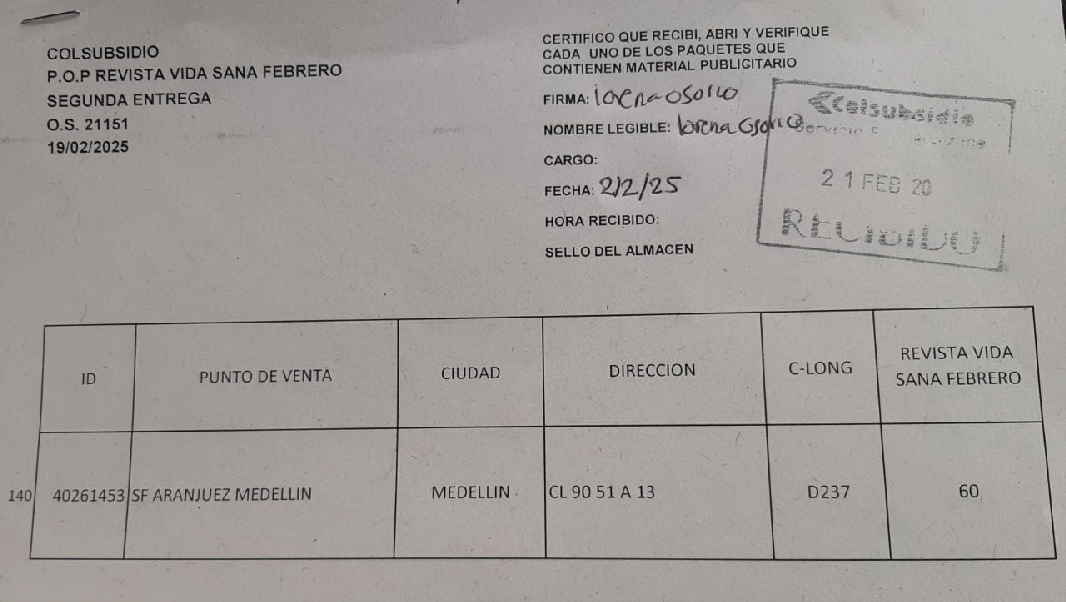 COLSUBSIDIO
P.O.P REVISTA VIDA SANA FEBRERO
SEGUNDA ENTREGA
O.S. 21151
19/02/2025
CERTIFICO QUE RECIBI, ABRI Y VERIFIQUE
CADA UNO DE LOS PAQUETES QUE
CONTIENEN MATERIAL PUBLICITARIO
FIRMA: lorena osorio
NOMBRE LEGIBLE: lorena osorio
CARGO:
FECHA: 2/2/25
HORA RECIBIDO:
SELLO DEL ALMACEN
Colsubsidio
21 FEB 20
RECIBIDO
ID PUNTO DE VENTA CIUDAD DIRECCION C-LONG REVISTA VIDA
SANA FEBRERO
140 40261453 SF ARANJUEZ MEDELLIN MEDELLIN CL 90 51 A 13 D237 60